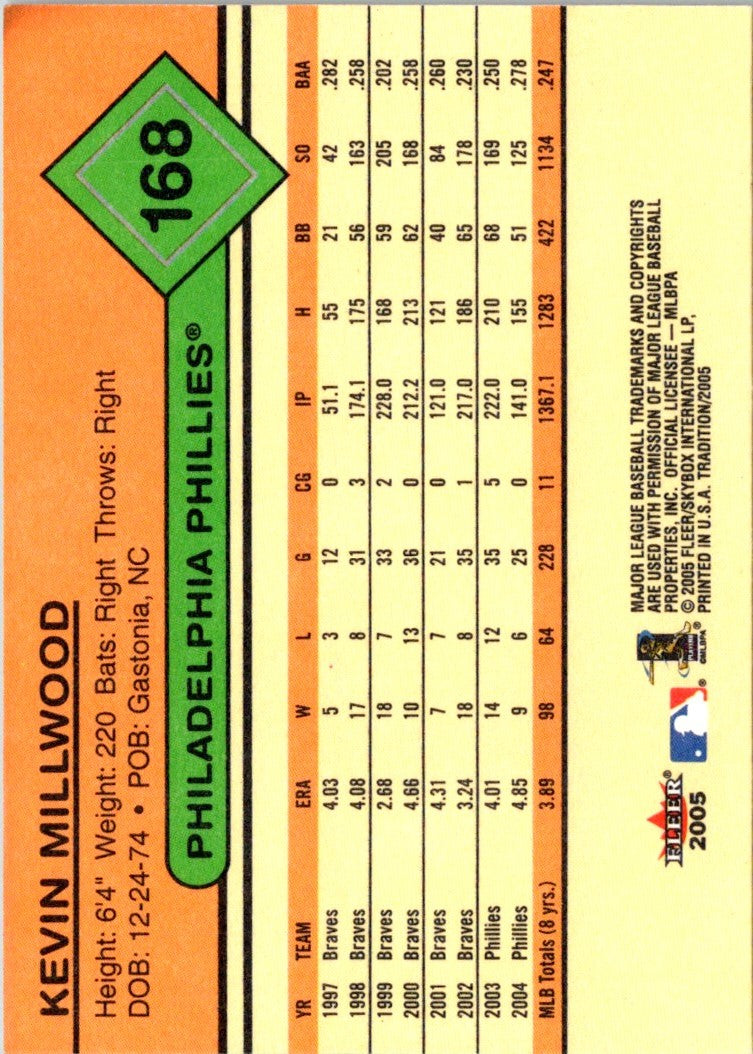 KEVIN MILLWOOD
Height: 6'4" Weight: 220 Bats: Right Throws: Right
DOB: 12-24-74 • POB: Gastonia, NC
168
PHILADELPHIA PHILLIES®
YR TEAM ERA W L G CG IP H BB SO BAA
1997 Braves 4.03 5 3 12 0 51.1 55 21 42 .282
1998 Braves 4.08 17 8 31 3 174.1 175 56 163 .258
1999 Braves 2.68 18 7 33 2 228.0 168 59 205 .202
2000 Braves 4.66 10 13 36 0 212.2 213 62 168 .258
2001 Braves 4.31 7 7 21 0 121.0 121 40 84 .260
2002 Braves 3.24 18 8 35 1 217.0 186 65 178 .230
2003 Phillies 4.01 14 12 35 5 222.0 210 68 169 .250
2004 Phillies 4.85 9 6 25 0 141.0 155 51 125 .278
MLB Totals (8 yrs.) 3.89 98 64 228 11 1367.1 1283 422 1134 .247
FLEER®
2005
®
®
©MLBPA
MAJOR LEAGUE BASEBALL TRADEMARKS AND COPYRIGHTS
ARE USED WITH PERMISSION OF MAJOR LEAGUE BASEBALL
PROPERTIES, INC. OFFICIAL LICENSEE — MLBPA
© 2005 FLEER/SKYBOX INTERNATIONAL LP,
PRINTED IN U.S.A. TRADITION/2005